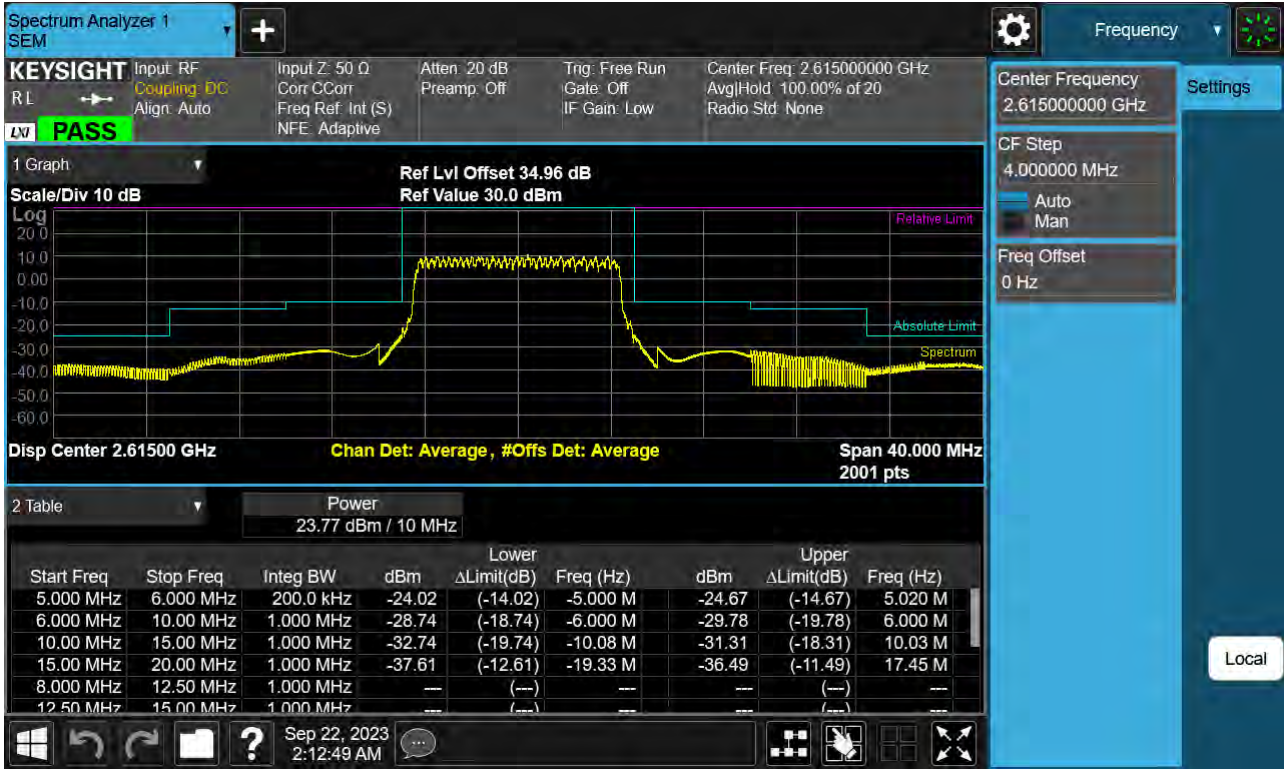 Spectrum Analyzer 1
SEM
Frequency
KEYSIGHT
R L
LXI
PASS
Input: RF
Coupling: DC
Align: Auto
Input Z: 50 Ω
Corr CCorr
Freq Ref: Int (S)
NFE: Adaptive
Atten: 20 dB
Preamp: Off
Trig: Free Run
Gate: Off
IF Gain: Low
Center Freq: 2.615000000 GHz
Avg|Hold: 100.00% of 20
Radio Std: None
Center Frequency
2.615000000 GHz
Settings
CF Step
4.000000 MHz
Auto
Man
Freq Offset
0 Hz
Local
1 Graph
Scale/Div 10 dB
Ref Lvl Offset 34.96 dB
Ref Value 30.0 dBm
Log
20.0
10.0
0.00
-10.0
-20.0
-30.0
-40.0
-50.0
-60.0
Relative Limit
Absolute Limit
Spectrum
Disp Center 2.61500 GHz
Chan Det: Average, #Offs Det: Average
Span 40.000 MHz
2001 pts
2 Table
Power
23.77 dBm / 10 MHz
Lower Upper
Start Freq Stop Freq Integ BW dBm ΔLimit(dB) Freq (Hz) dBm ΔLimit(dB) Freq (Hz)
5.000 MHz 6.000 MHz 200.0 kHz -24.02 (-14.02) -5.000 M -24.67 (-14.67) 5.020 M
6.000 MHz 10.00 MHz 1.000 MHz -28.74 (-18.74) -6.000 M -29.78 (-19.78) 6.000 M
10.00 MHz 15.00 MHz 1.000 MHz -32.74 (-19.74) -10.08 M -31.31 (-18.31) 10.03 M
15.00 MHz 20.00 MHz 1.000 MHz -37.61 (-12.61) -19.33 M -36.49 (-11.49) 17.45 M
8.000 MHz 12.50 MHz 1.000 MHz --- (---) --- --- (---) ---
12.50 MHz 15.00 MHz 1.000 MHz --- (---) --- --- (---) ---
?
Sep 22, 2023
2:12:49 AM